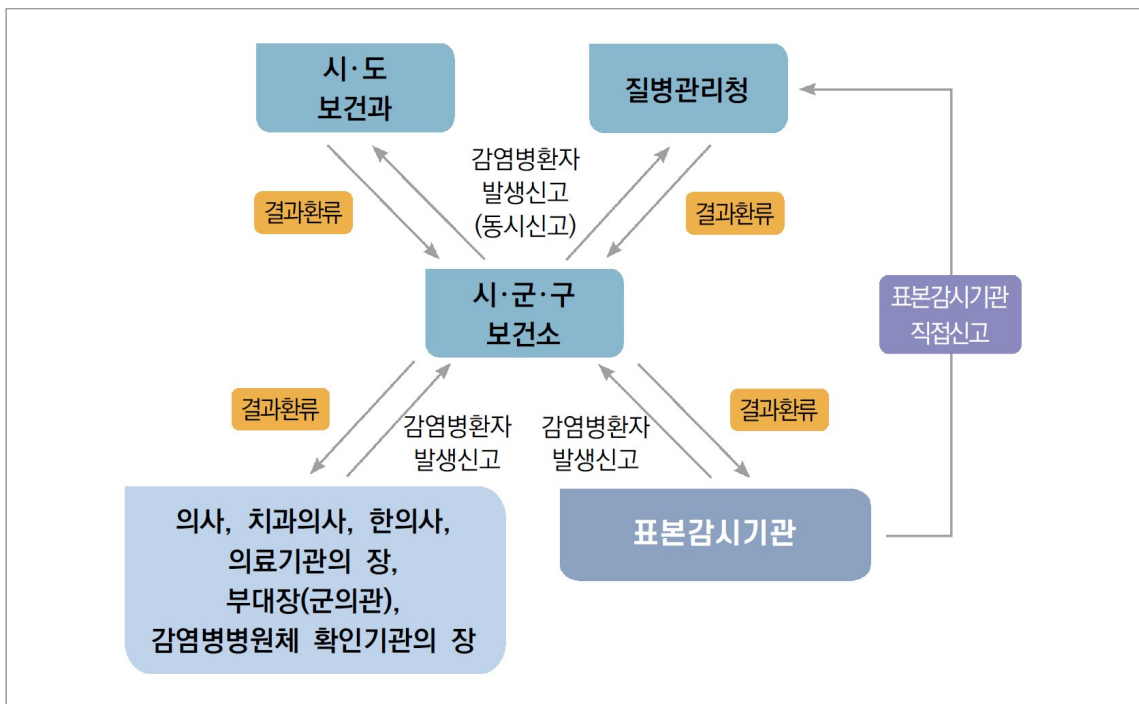 시·도
보건과
질병관리청
감염병환자
발생신고
(동시신고)
결과환류
결과환류
시·군·구
보건소
표본감시기관
직접신고
결과환류
감염병환자
발생신고
감염병환자
발생신고
결과환류
의사, 치과의사, 한의사,
의료기관의 장,
부대장(군의관),
감염병병원체 확인기관의 장
표본감시기관